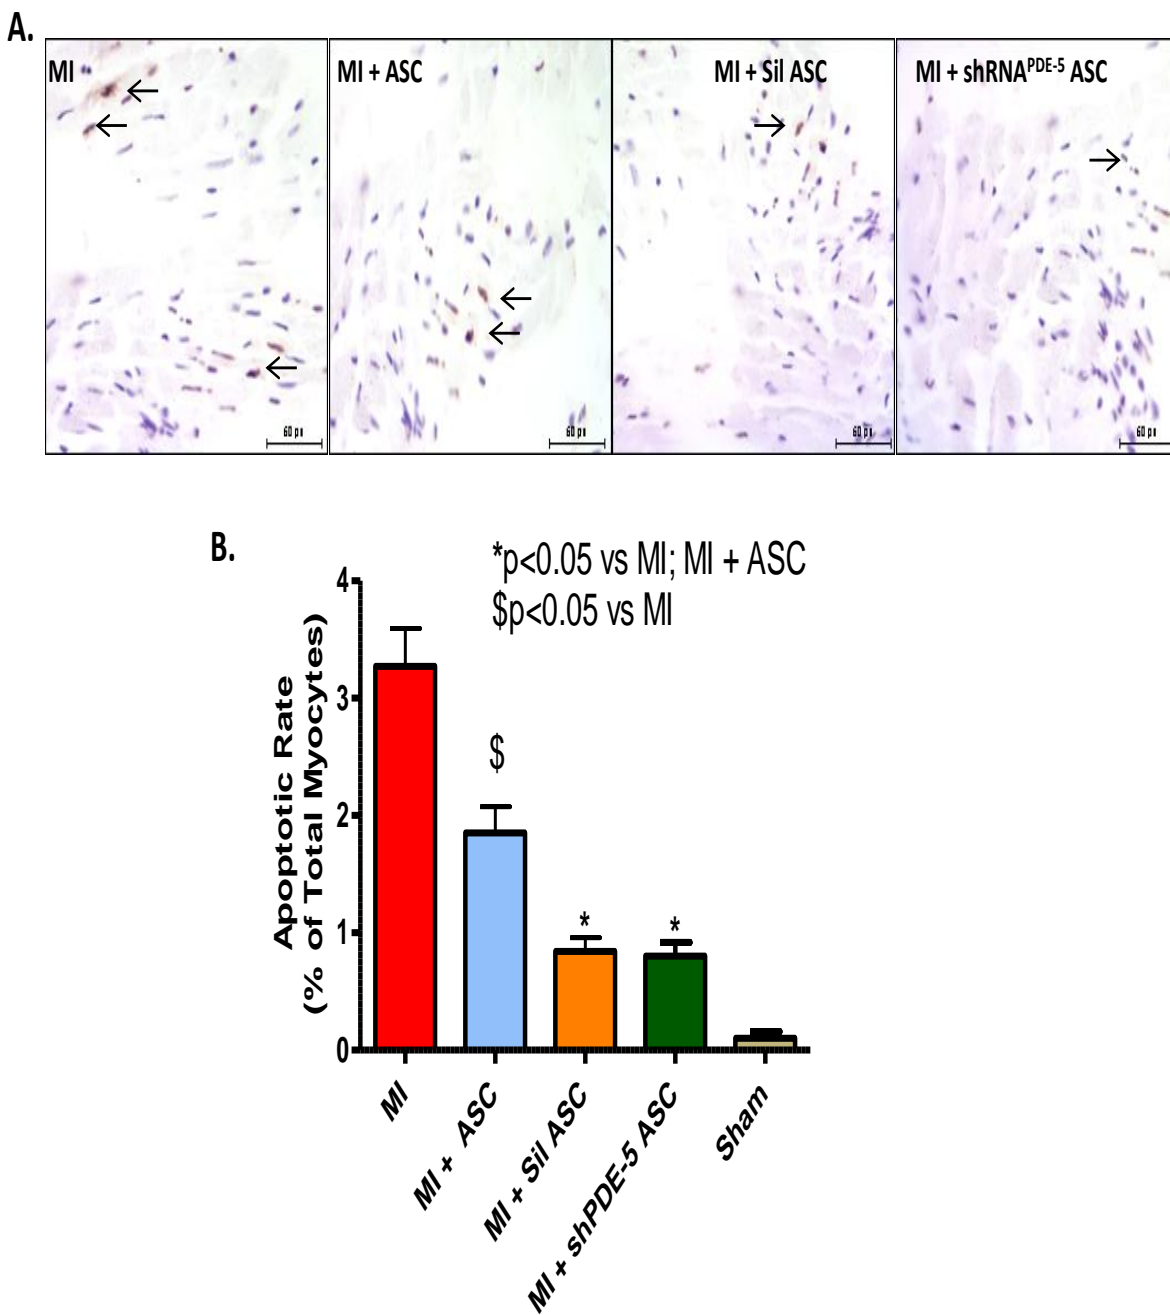 A.
MI
MI + ASC
MI + Sil ASC
MI + shRNA^PDE-5 ASC
60 px
60 px
60 px
60 px
B.
*p<0.05 vs MI; MI + ASC
$p<0.05 vs MI
Apoptotic Rate
(% of Total Myocytes)
4
3
2
1
0
$
*
*
MI
MI + ASC
MI + Sil ASC
MI + shPDE-5 ASC
Sham